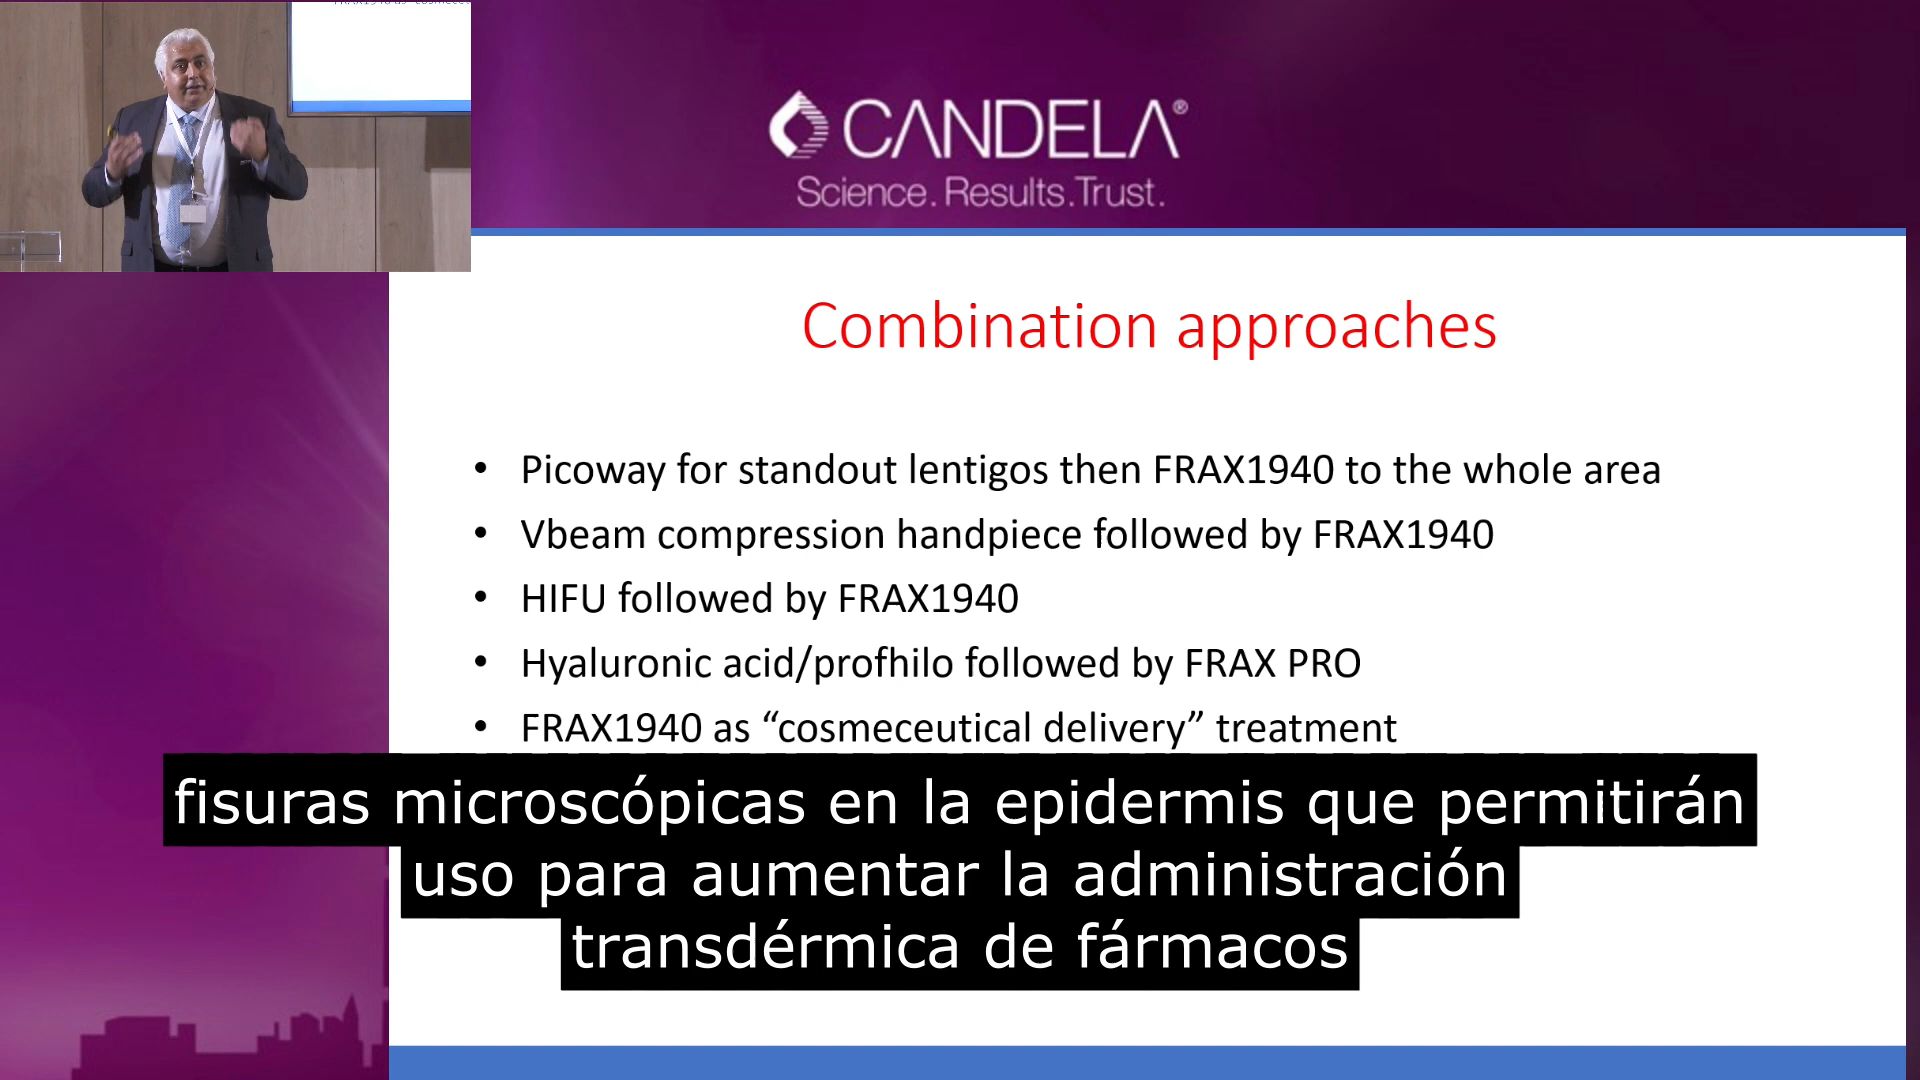 CANDELA®
Science. Results. Trust.
Combination approaches
• Picoway for standout lentigos then FRAX1940 to the whole area
• Vbeam compression handpiece followed by FRAX1940
• HIFU followed by FRAX1940
• Hyaluronic acid/profhilo followed by FRAX PRO
• FRAX1940 as “cosmeceutical delivery” treatment
fisuras microscópicas en la epidermis que permitirán
uso para aumentar la administración
transdérmica de fármacos